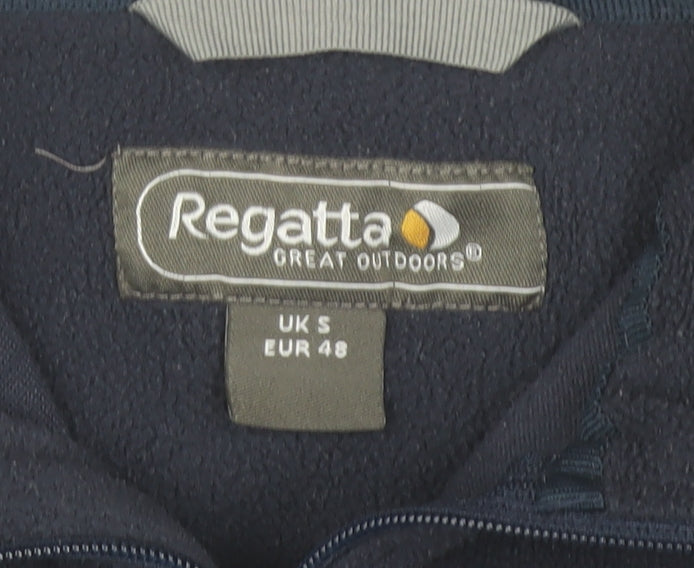 Regatta
GREAT OUTDOORS®
UK S
EUR 48